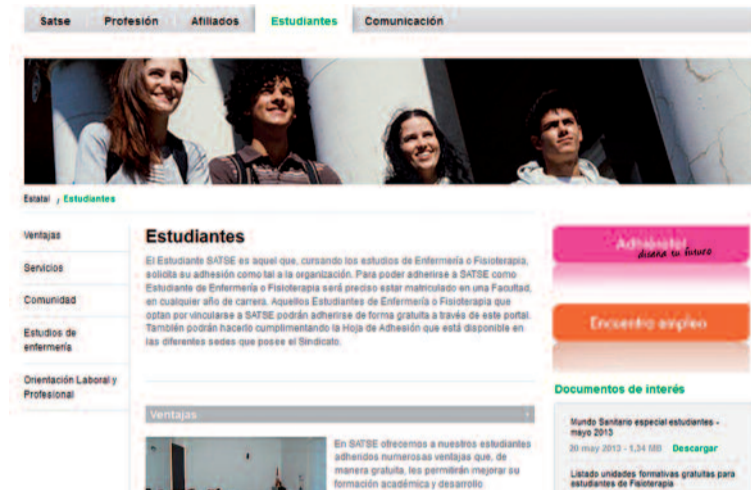 Satse Profesión Afiliados Estudiantes Comunicación
Estatal / Estudiantes
Ventajas
Servicios
Comunidad
Estudios de
enfermería
Orientación Laboral y
Profesional
Estudiantes
El Estudiante SATSE es aquel que, cursando los estudios de Enfermería o Fisioterapia,
solicita su adhesión como tal a la organización. Para poder adherirse a SATSE como
Estudiante de Enfermería o Fisioterapia será preciso estar matriculado en una Facultad,
en cualquier año de carrera. Aquellos Estudiantes de Enfermería o Fisioterapia que
optan por vincularse a SATSE podrán adherirse de forma gratuita a través de este portal.
También podrán hacerlo cumplimentando la Hoja de Adhesión que está disponible en
las diferentes sedes que posee el Sindicato.
Ventajas
En SATSE ofrecemos a nuestros estudiantes
adheridos numerosas ventajas que, de
manera gratuita, les permitirán mejorar su
formación académica y desarrollo
Adhiérete!
diseña tu futuro
Encuentra empleo
Documentos de interés
Mundo Sanitario especial estudiantes -
mayo 2013
20 may 2013 - 1,34 MB Descargar
Listado unidades formativas gratuitas para
estudiantes de Fisioterapia